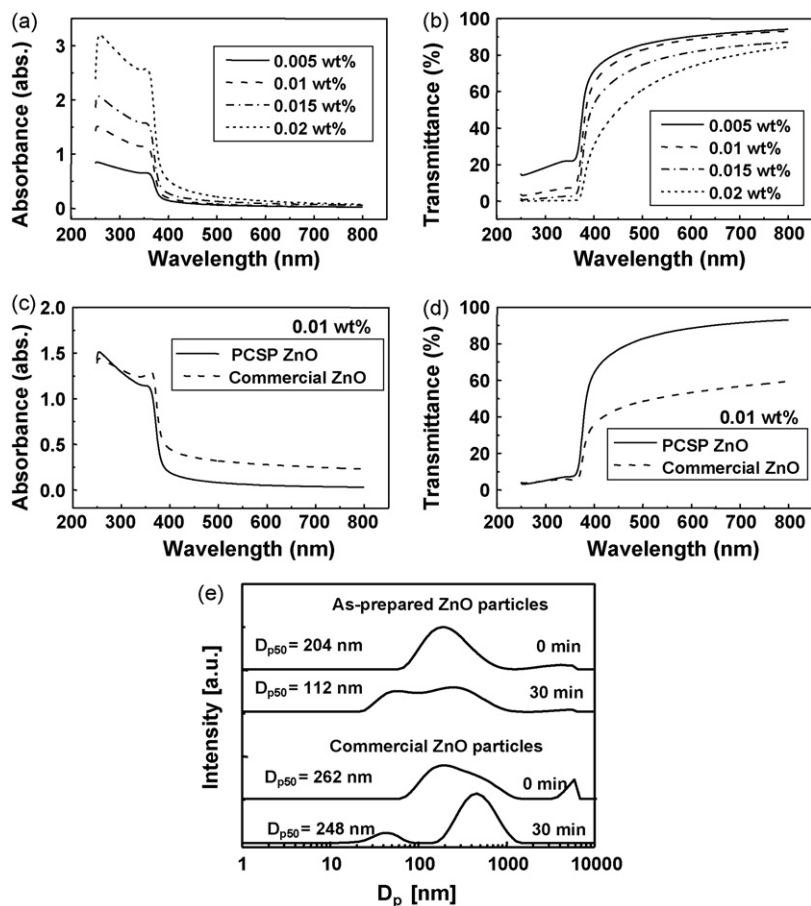 (a)
Absorbance (abs.)
3
2
1
0
0.005 wt%
0.01 wt%
0.015 wt%
0.02 wt%
200 300 400 500 600 700 800
Wavelength (nm)
(b)
Transmittance (%)
100
80
60
40
20
0
0.005 wt%
0.01 wt%
0.015 wt%
0.02 wt%
200 300 400 500 600 700 800
Wavelength (nm)
(c)
Absorbance (abs.)
2.0
1.5
1.0
0.5
0.0
0.01 wt%
PCSP ZnO
Commercial ZnO
200 300 400 500 600 700 800
Wavelength (nm)
(d)
Transmittance (%)
100
80
60
40
20
0
0.01 wt%
PCSP ZnO
Commercial ZnO
200 300 400 500 600 700 800
Wavelength (nm)
(e)
Intensity [a.u.]
As-prepared ZnO particles
Dp50 = 204 nm 0 min
Dp50 = 112 nm 30 min
Commercial ZnO particles
Dp50 = 262 nm 0 min
Dp50 = 248 nm 30 min
1 10 100 1000 10000
Dp [nm]